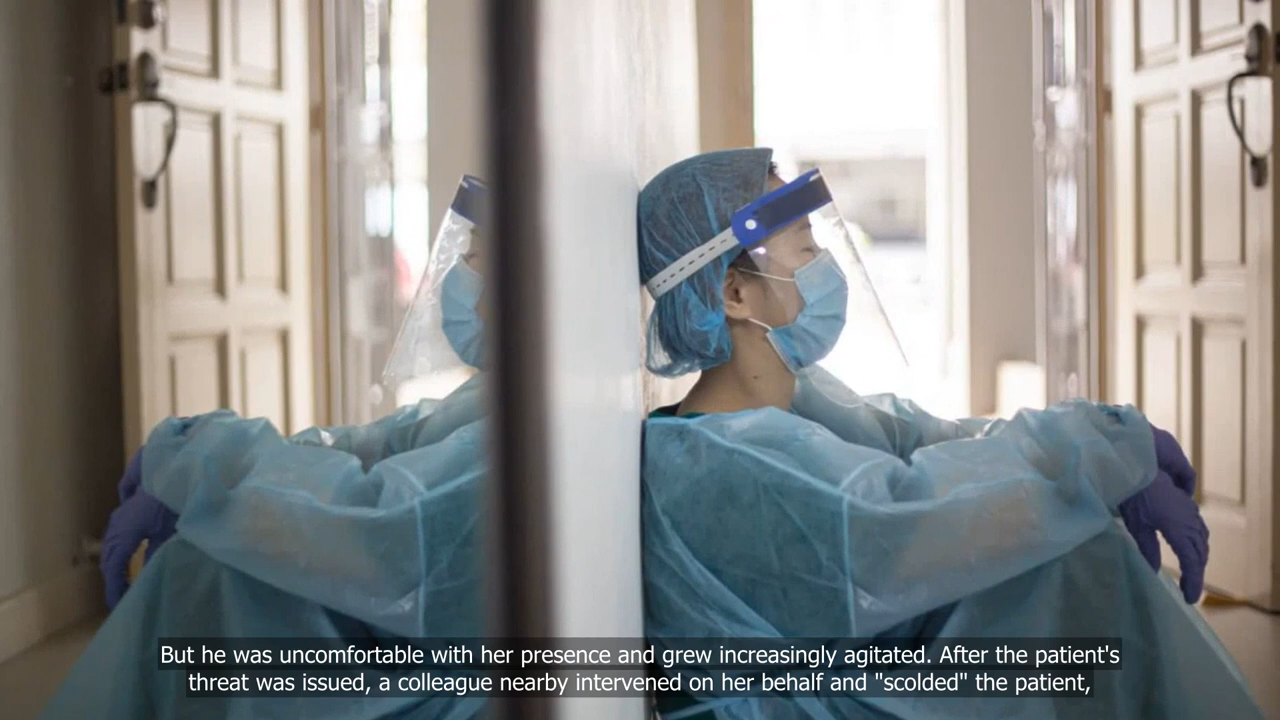 But he was uncomfortable with her presence and grew increasingly agitated. After the patient's
threat was issued, a colleague nearby intervened on her behalf and "scolded" the patient,